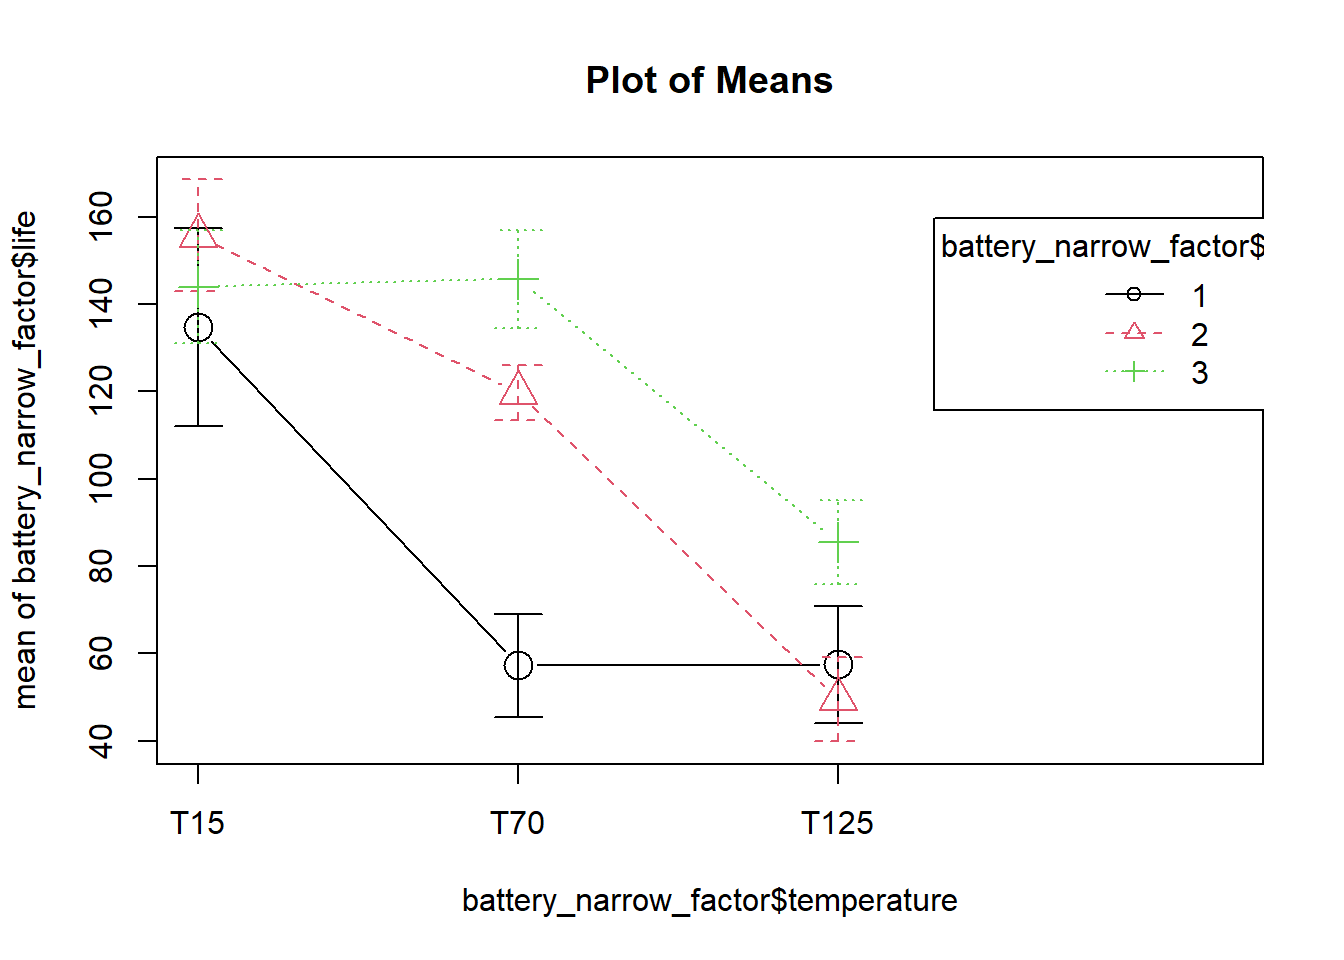 Plot of Means
mean of battery_narrow_factor$life
160
140
120
100
80
60
40
battery_narrow_factor$
1
2
3
T15
T70
T125
battery_narrow_factor$temperature